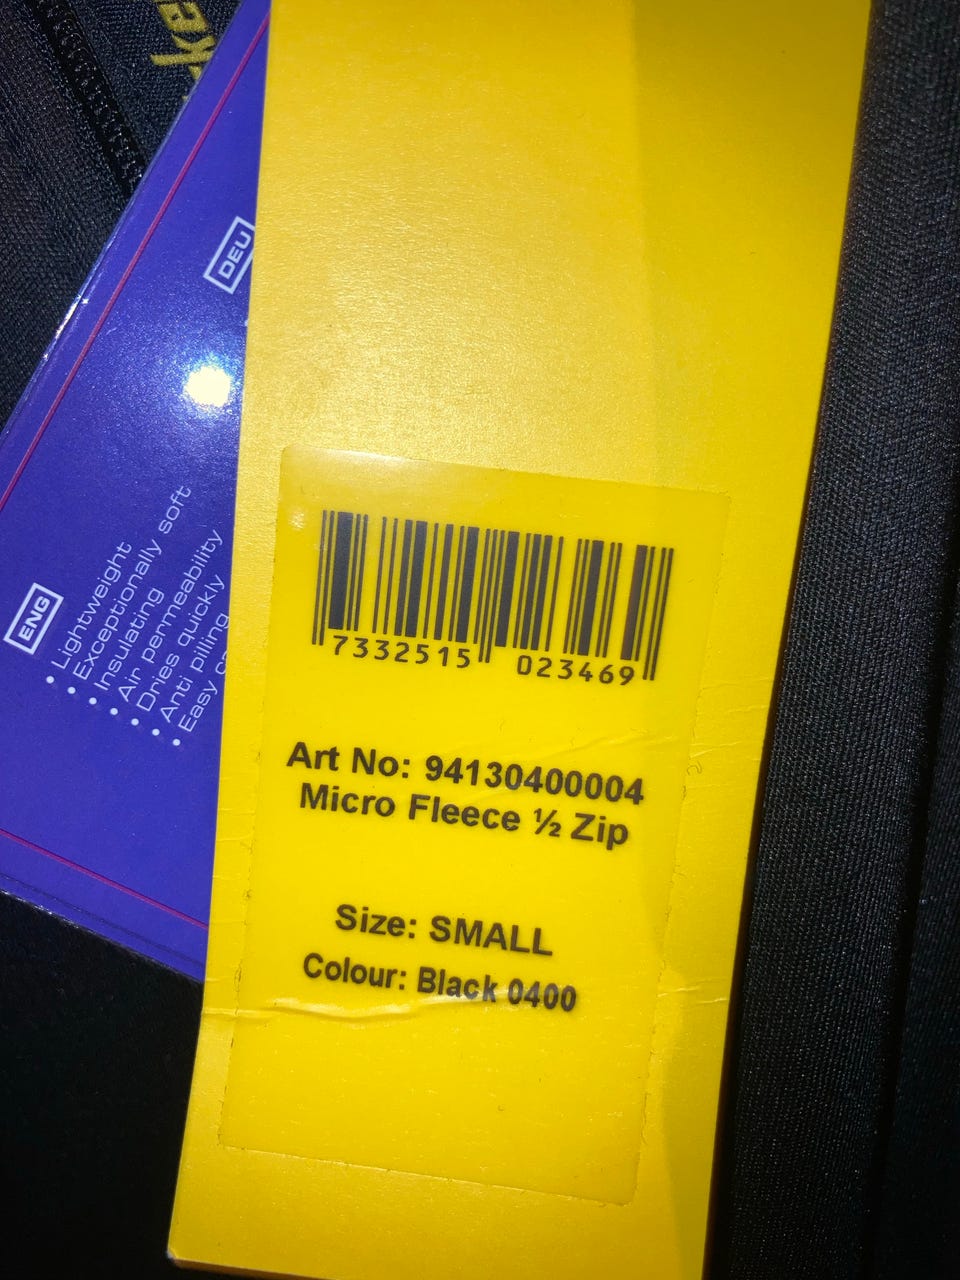 DEU
ENG
• Lightweight
• Exceptionally soft
• Insulating
• Air permeability
• Dries quickly
• Anti pilling
• Easy
7332515 023469
Art No: 94130400004
Micro Fleece ½ Zip
Size: SMALL
Colour: Black 0400